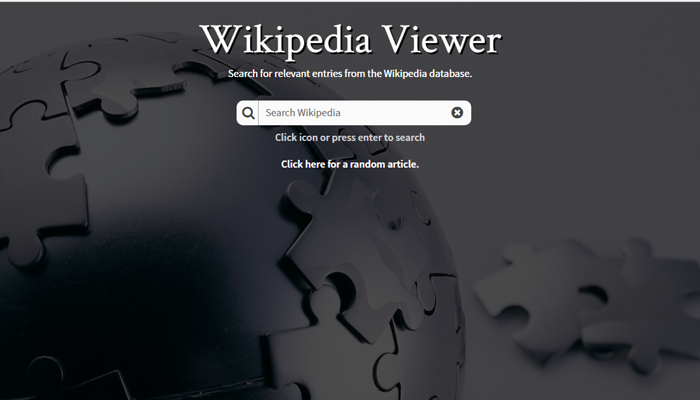 Wikipedia Viewer
Search for relevant entries from the Wikipedia database.
Search Wikipedia
Click icon or press enter to search
Click here for a random article.